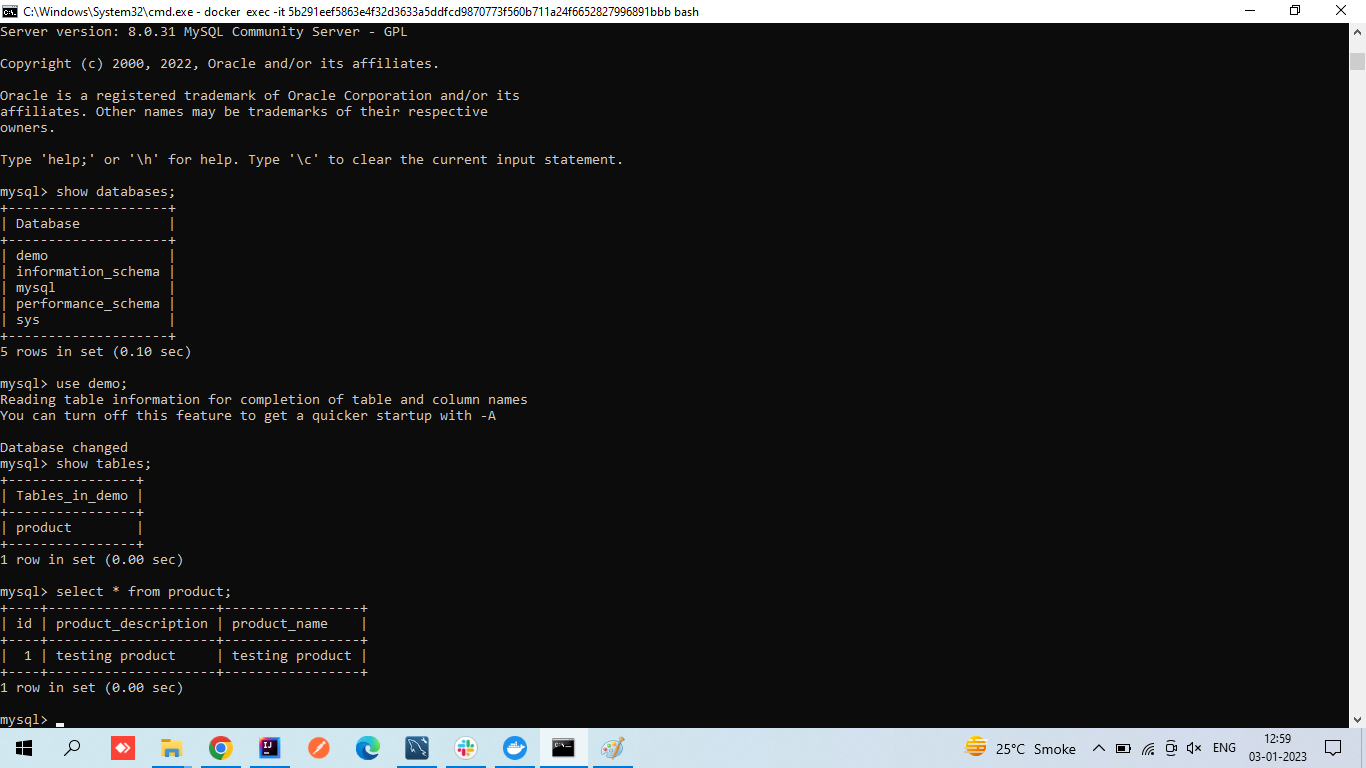 C:\Windows\System32\cmd.exe - docker exec -it 5b291eef5863e4f32d3633a5ddfcd9870773f560b711a24f6652827996891bbb bash
Server version: 8.0.31 MySQL Community Server - GPL
Copyright (c) 2000, 2022, Oracle and/or its affiliates.
Oracle is a registered trademark of Oracle Corporation and/or its
affiliates. Other names may be trademarks of their respective
owners.
Type 'help;' or '\h' for help. Type '\c' to clear the current input statement.
mysql> show databases;
+--------------------+
| Database           |
+--------------------+
| demo               |
| information_schema |
| mysql              |
| performance_schema |
| sys                |
+--------------------+
5 rows in set (0.10 sec)
mysql> use demo;
Reading table information for completion of table and column names
You can turn off this feature to get a quicker startup with -A
Database changed
mysql> show tables;
+----------------+
| Tables_in_demo |
+----------------+
| product        |
+----------------+
1 row in set (0.00 sec)
mysql> select * from product;
+----+---------------------+-----------------+
| id | product_description | product_name    |
+----+---------------------+-----------------+
|  1 | testing product     | testing product |
+----+---------------------+-----------------+
1 row in set (0.00 sec)
mysql> _
25°C Smoke
ENG
12:59
03-01-2023